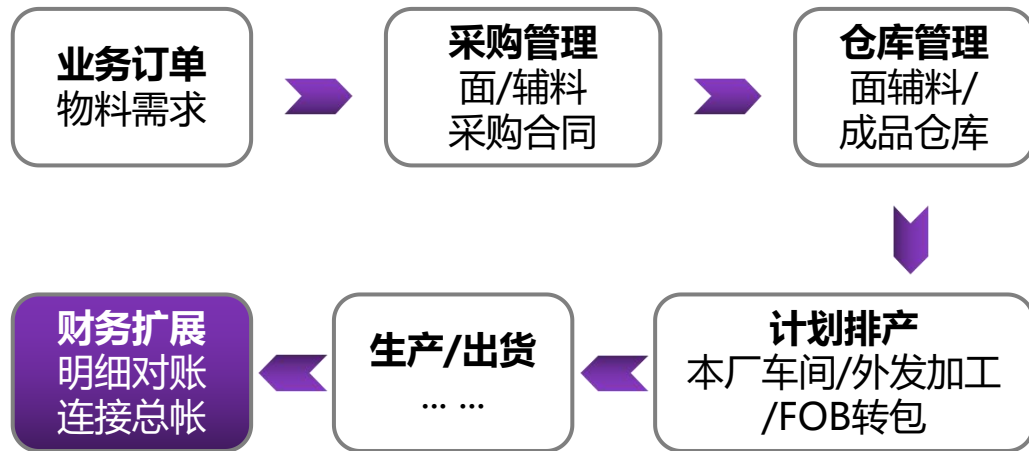 业务订单
物料需求
采购管理
面/辅料
采购合同
仓库管理
面辅料/
成品仓库
计划排产
本厂车间/外发加工
/FOB转包
生产/出货
... ...
财务扩展
明细对账
连接总帐